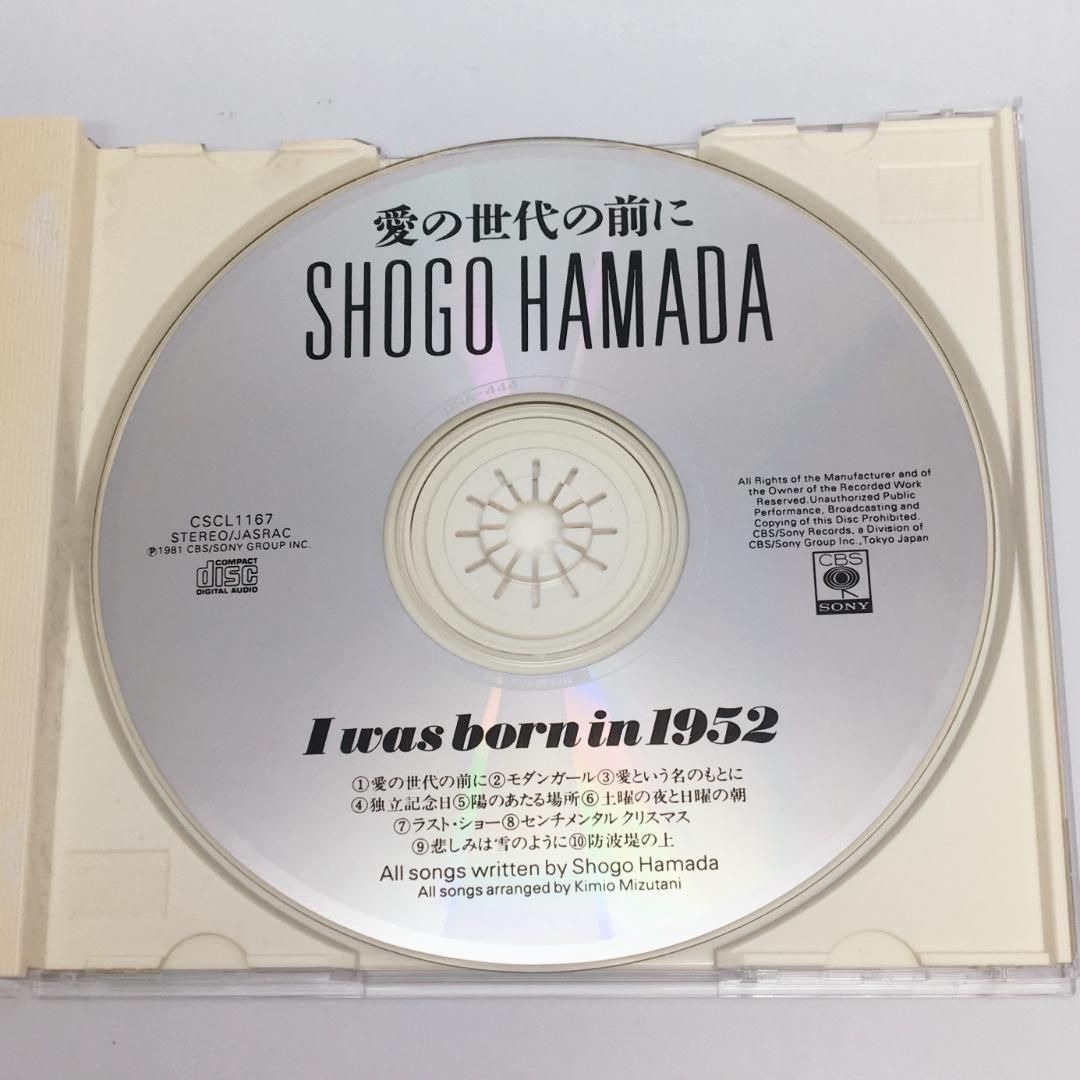 愛の世代の前に
SHOGO HAMADA
CSCL1167
STEREO/JASRAC
Ⓟ1981 CBS/SONY GROUP INC.
COMPACT
disc
DIGITAL AUDIO
All Rights of the Manufacturer and of
the Owner of the Recorded Work
Reserved.Unauthorized Public
Performance, Broadcasting and
Copying of this Disc Prohibited.
CBS/Sony Records, a Division of
CBS/Sony Group Inc.,Tokyo Japan
CBS
SONY
I was born in 1952
①愛の世代の前に②モダンガール③愛という名のもとに
④独立記念日⑤陽のあたる場所⑥土曜の夜と日曜の朝
⑦ラスト・ショー⑧センチメンタル クリスマス
⑨悲しみは雪のように⑩防波堤の上
All songs written by Shogo Hamada
All songs arranged by Kimio Mizutani